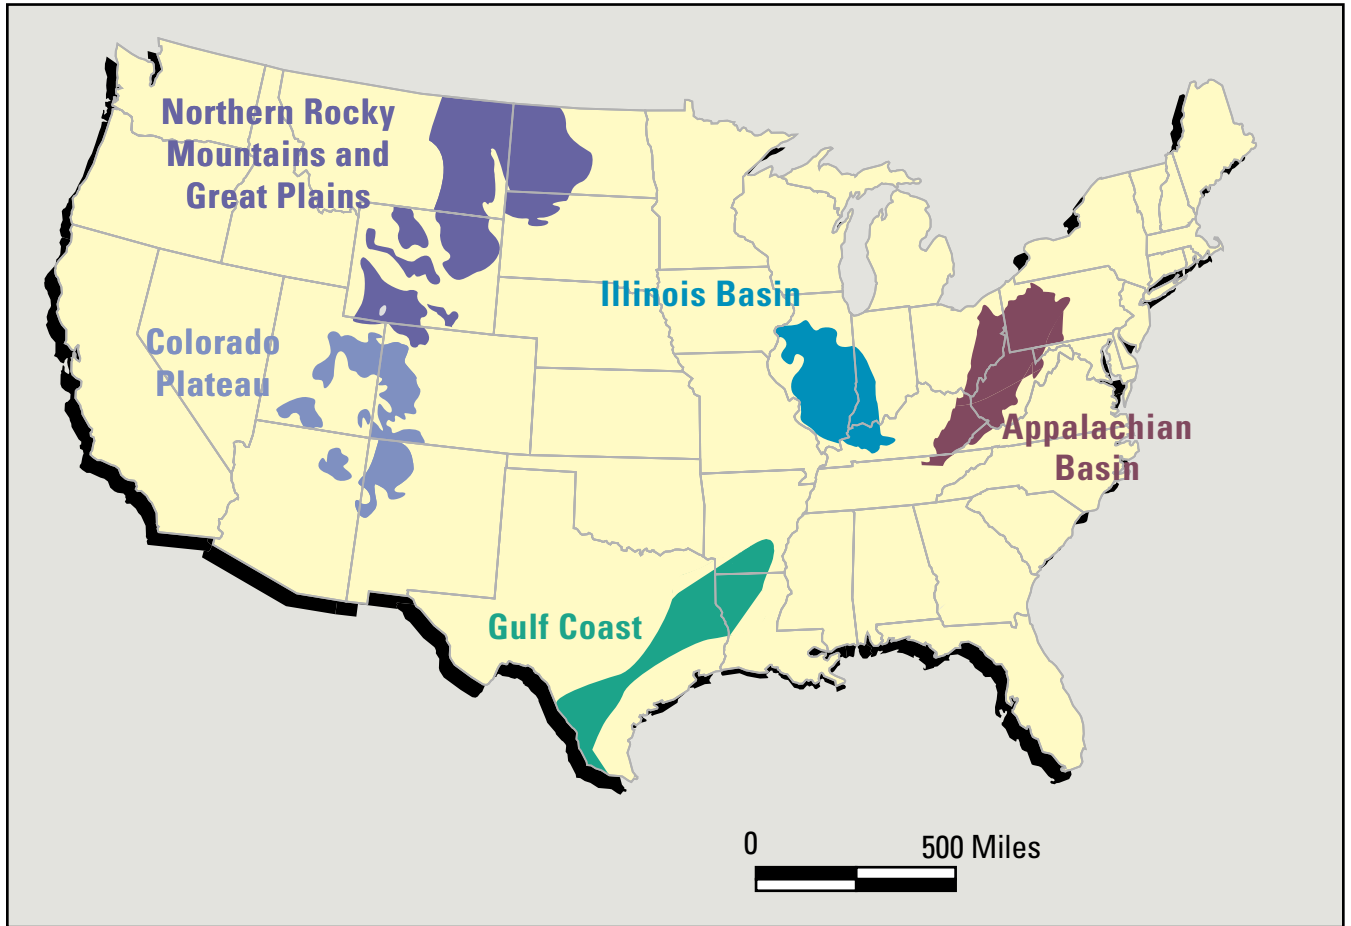 Northern Rocky
Mountains and
Great Plains
Illinois Basin
Colorado
Plateau
Appalachian
Basin
Gulf Coast
0 500 Miles